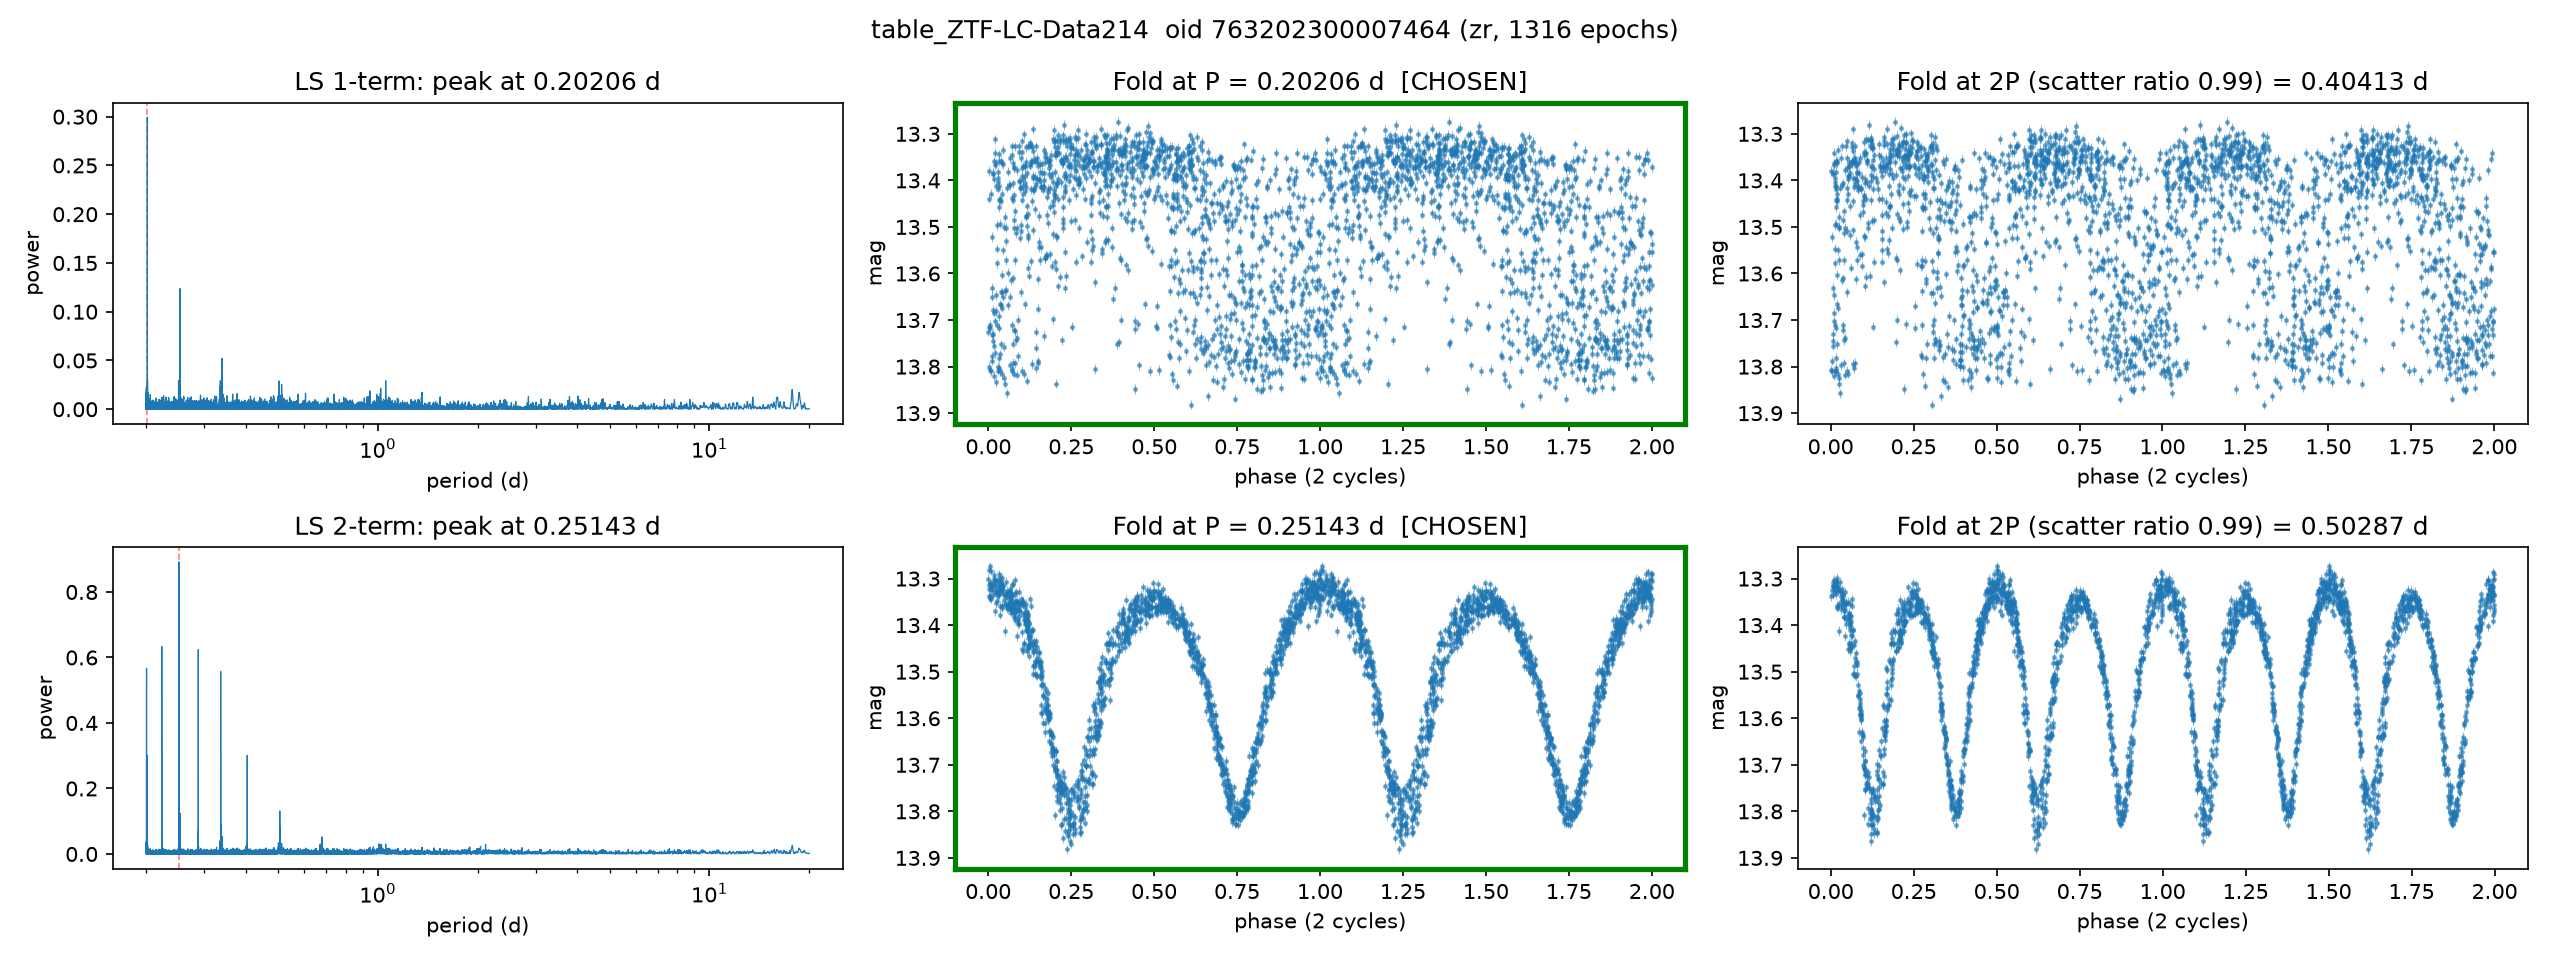 table_ZTF-LC-Data214  oid 763202300007464 (zr, 1316 epochs)
LS 1-term: peak at 0.20206 d
power
0.30
0.25
0.20
0.15
0.10
0.05
0.00
10⁰
10¹
period (d)
Fold at P = 0.20206 d  [CHOSEN]
mag
13.3
13.4
13.5
13.6
13.7
13.8
13.9
0.00 0.25 0.50 0.75 1.00 1.25 1.50 1.75 2.00
phase (2 cycles)
Fold at 2P (scatter ratio 0.99) = 0.40413 d
mag
13.3
13.4
13.5
13.6
13.7
13.8
13.9
0.00 0.25 0.50 0.75 1.00 1.25 1.50 1.75 2.00
phase (2 cycles)
LS 2-term: peak at 0.25143 d
power
0.8
0.6
0.4
0.2
0.0
10⁰
10¹
period (d)
Fold at P = 0.25143 d  [CHOSEN]
mag
13.3
13.4
13.5
13.6
13.7
13.8
13.9
0.00 0.25 0.50 0.75 1.00 1.25 1.50 1.75 2.00
phase (2 cycles)
Fold at 2P (scatter ratio 0.99) = 0.50287 d
mag
13.3
13.4
13.5
13.6
13.7
13.8
13.9
0.00 0.25 0.50 0.75 1.00 1.25 1.50 1.75 2.00
phase (2 cycles)